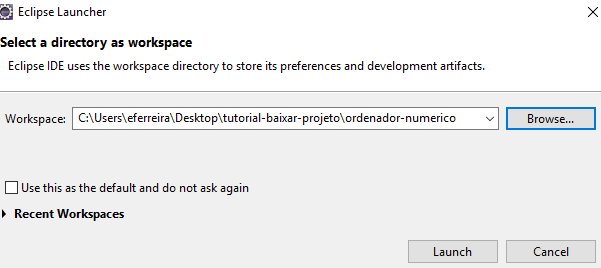 Eclipse Launcher
Select a directory as workspace
Eclipse IDE uses the workspace directory to store its preferences and development artifacts.
Workspace: C:\Users\eferreira\Desktop\tutorial-baixar-projeto\ordenador-numerico Browse...
Use this as the default and do not ask again
Recent Workspaces
Launch Cancel